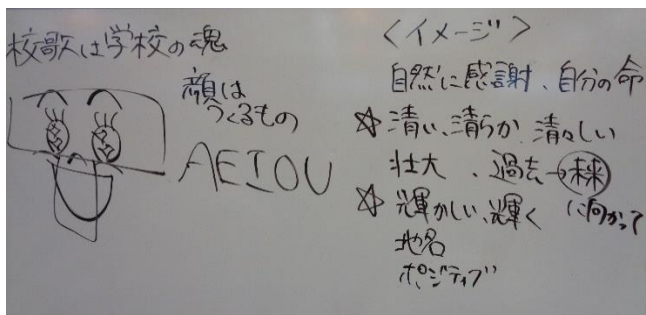 校歌は学校の魂
顔は
つくるもの
AEIOU
＜イメージ＞
自然に感謝、自分の命
☆清い、清らか、清々しい
壮大、過去→未来
に向かって
☆輝かしい、輝く
地名
ポジティブ